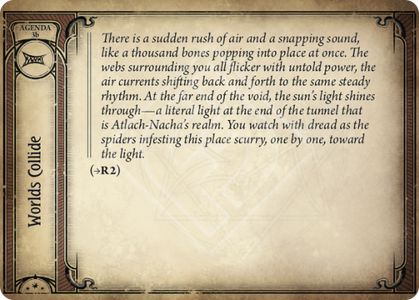 AGENDA
3b
Worlds Collide
There is a sudden rush of air and a snapping sound,
like a thousand bones popping into place at once. The
webs surrounding you all flicker with untold power, the
air currents shifting back and forth to the same steady
rhythm. At the far end of the void, the sun's light shines
through—a literal light at the end of the tunnel that
is Atlach-Nacha's realm. You watch with dread as the
spiders infesting this place scurry, one by one, toward
the light.
(→R2)